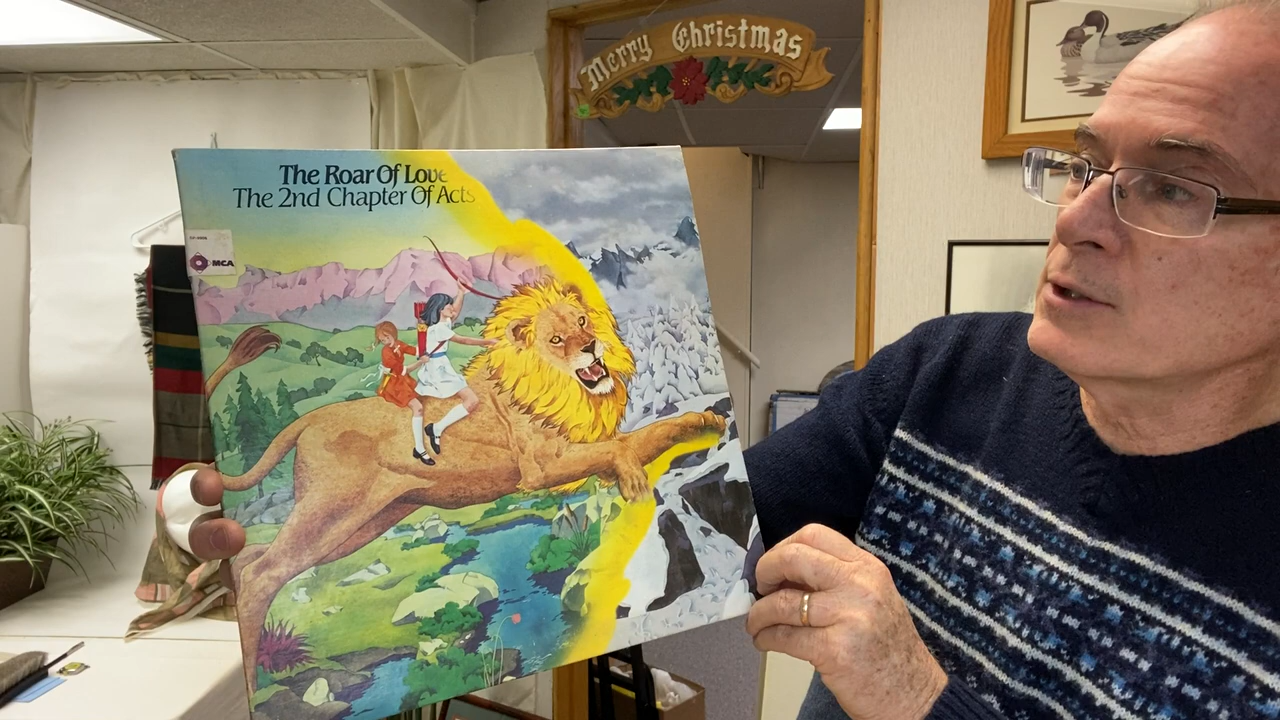 Merry Christmas
The Roar Of Love
The 2nd Chapter Of Acts
MCA